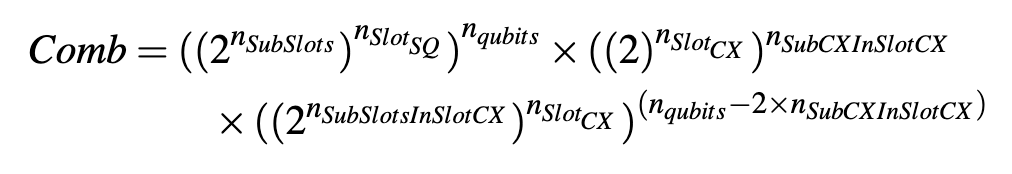 Comb = ((2^{n_{SubSlots}})^{n_{Slot_{SQ}}})^{n_{qubits}} × ((2)^{n_{Slot_{CX}}})^{n_{SubCXInSlotCX}}
× ((2^{n_{SubSlotsInSlotCX}})^{n_{Slot_{CX}}})^{(n_{qubits}−2×n_{SubCXInSlotCX})}